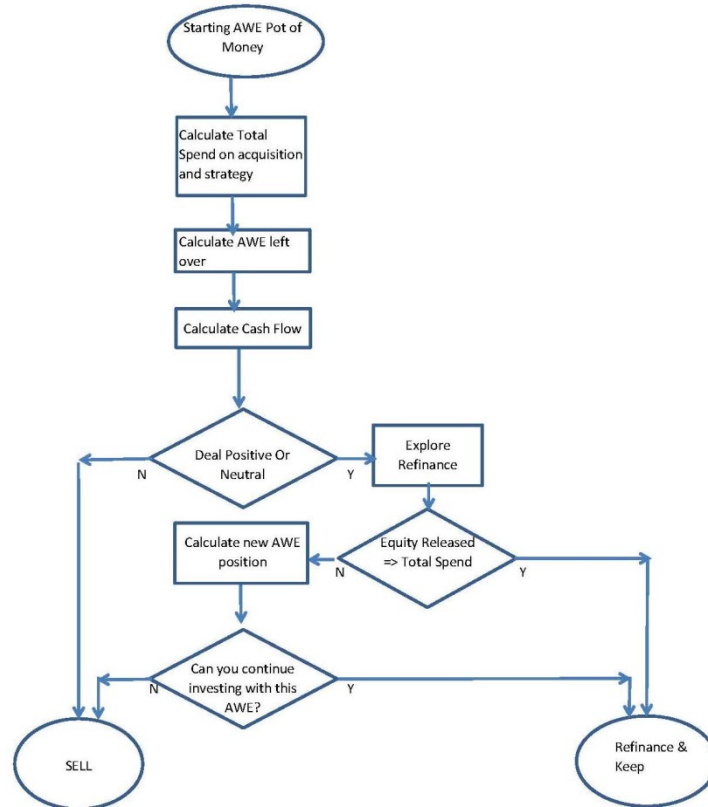 Starting AWE Pot of
Money
Calculate Total
Spend on acquisition
and strategy
Calculate AWE left
over
Calculate Cash Flow
Deal Positive Or
Neutral
N
Y
Explore
Refinance
Equity Released
=> Total Spend
N
Y
Calculate new AWE
position
Can you continue
investing with this
AWE?
N
Y
SELL
Refinance &
Keep